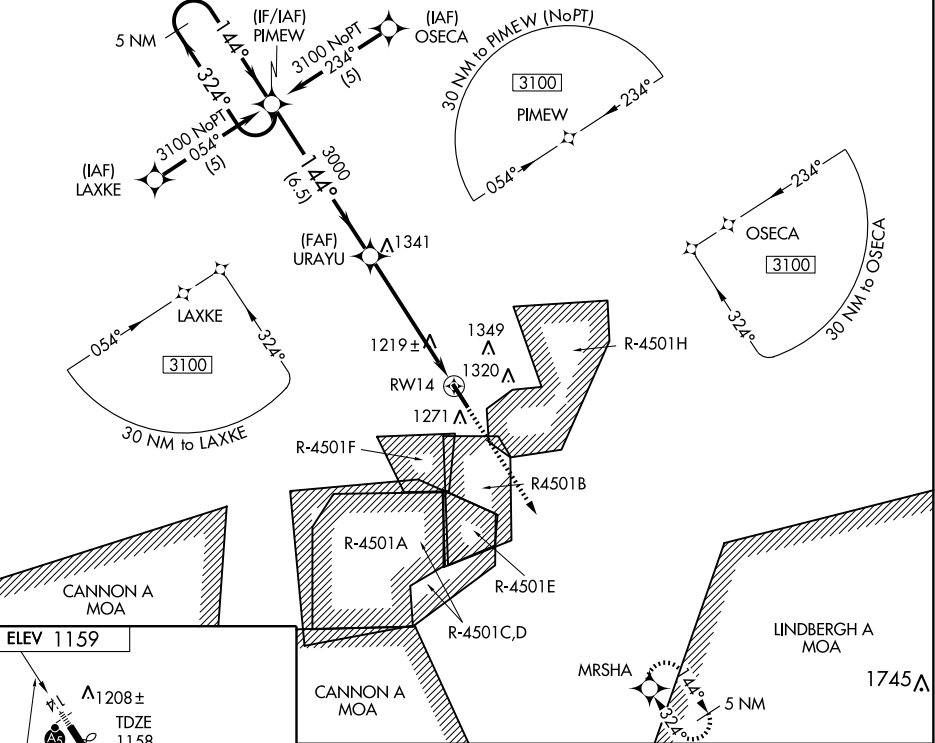 5 NM
144°
324°
(IF/IAF)
PIMEW
(IAF)
OSECA
3100 NoPT
234°
(5)
3100 NoPT
054°
(5)
(IAF)
LAXKE
3000
144°
(6.5)
30 NM to PIMEW (NoPT)
3100
PIMEW
234°
054°
(FAF)
URAYU
1341
234°
OSECA
3100
324°
30 NM to OSECA
LAXKE
054°
3100
324°
30 NM to LAXKE
1219±
1349
1320
R-4501H
RW14
1271
R-4501F
R4501B
R-4501A
R-4501E
R-4501C,D
CANNON A
MOA
CANNON A
MOA
LINDBERGH A
MOA
MRSHA
144°
324°
5 NM
1745
ELEV 1159
14
1208±
TDZE
1158
A5